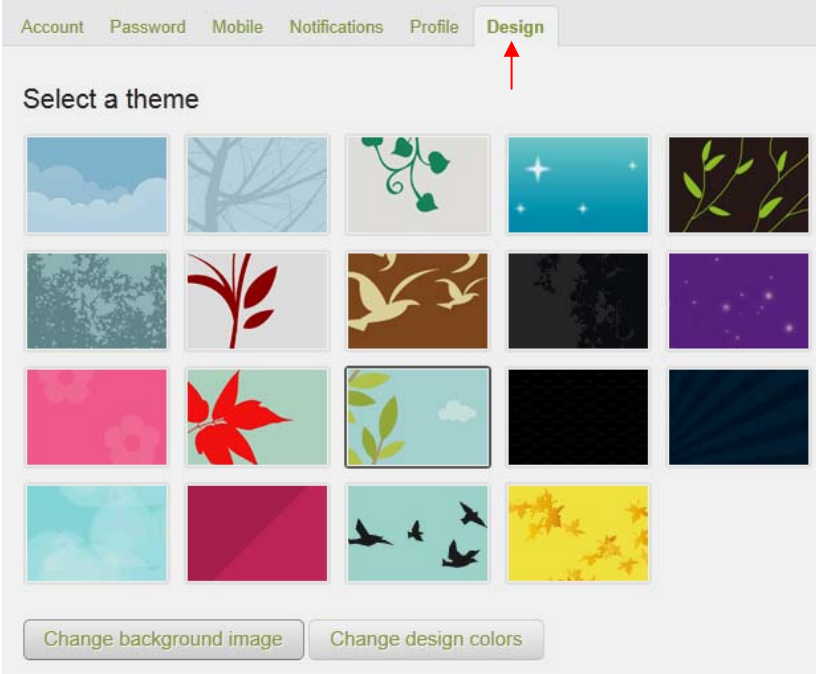 Account Password Mobile Notifications Profile Design
Select a theme
Change background image Change design colors